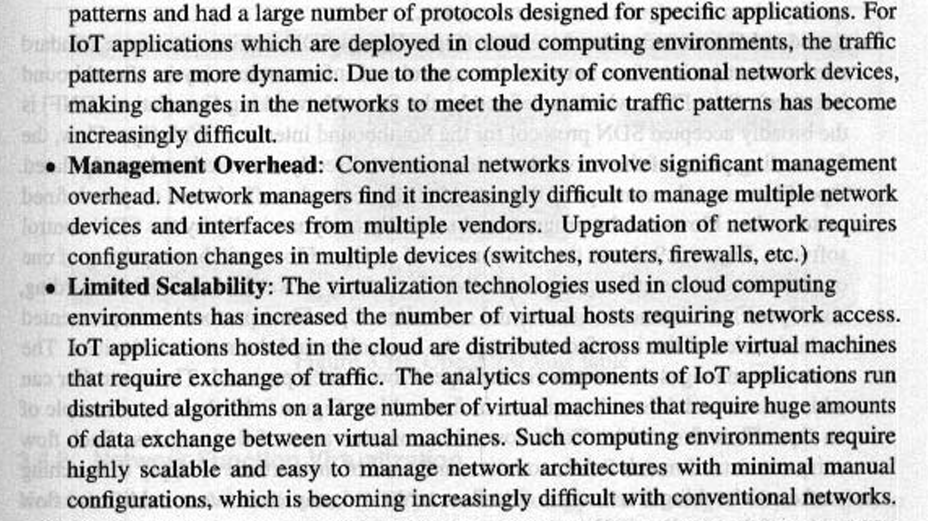 patterns and had a large number of protocols designed for specific applications. For
IoT applications which are deployed in cloud computing environments, the traffic
patterns are more dynamic. Due to the complexity of conventional network devices,
making changes in the networks to meet the dynamic traffic patterns has become
increasingly difficult.
• Management Overhead: Conventional networks involve significant management
overhead. Network managers find it increasingly difficult to manage multiple network
devices and interfaces from multiple vendors. Upgradation of network requires
configuration changes in multiple devices (switches, routers, firewalls, etc.)
• Limited Scalability: The virtualization technologies used in cloud computing
environments has increased the number of virtual hosts requiring network access.
IoT applications hosted in the cloud are distributed across multiple virtual machines
that require exchange of traffic. The analytics components of IoT applications run
distributed algorithms on a large number of virtual machines that require huge amounts
of data exchange between virtual machines. Such computing environments require
highly scalable and easy to manage network architectures with minimal manual
configurations, which is becoming increasingly difficult with conventional networks.